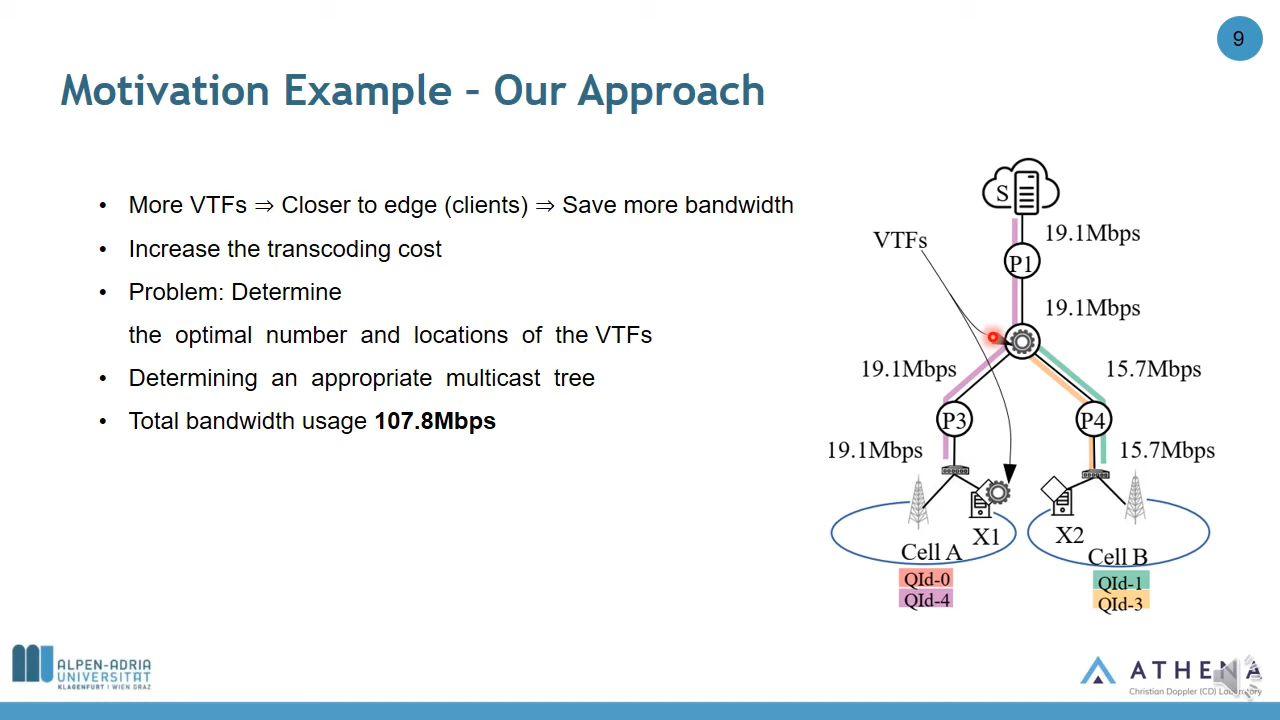 9
Motivation Example – Our Approach
• More VTFs ⇒ Closer to edge (clients) ⇒ Save more bandwidth
• Increase the transcoding cost
• Problem: Determine
the optimal number and locations of the VTFs
• Determining an appropriate multicast tree
• Total bandwidth usage 107.8Mbps
S
19.1Mbps
VTFs
P1
19.1Mbps
19.1Mbps
15.7Mbps
P3
P4
19.1Mbps
15.7Mbps
X1
X2
Cell A
Cell B
QId-0
QId-4
QId-1
QId-3
ALPEN-ADRIA
UNIVERSITÄT
KLAGENFURT | WIEN GRAZ
ATHENA
Christian Doppler (CD) Laboratory